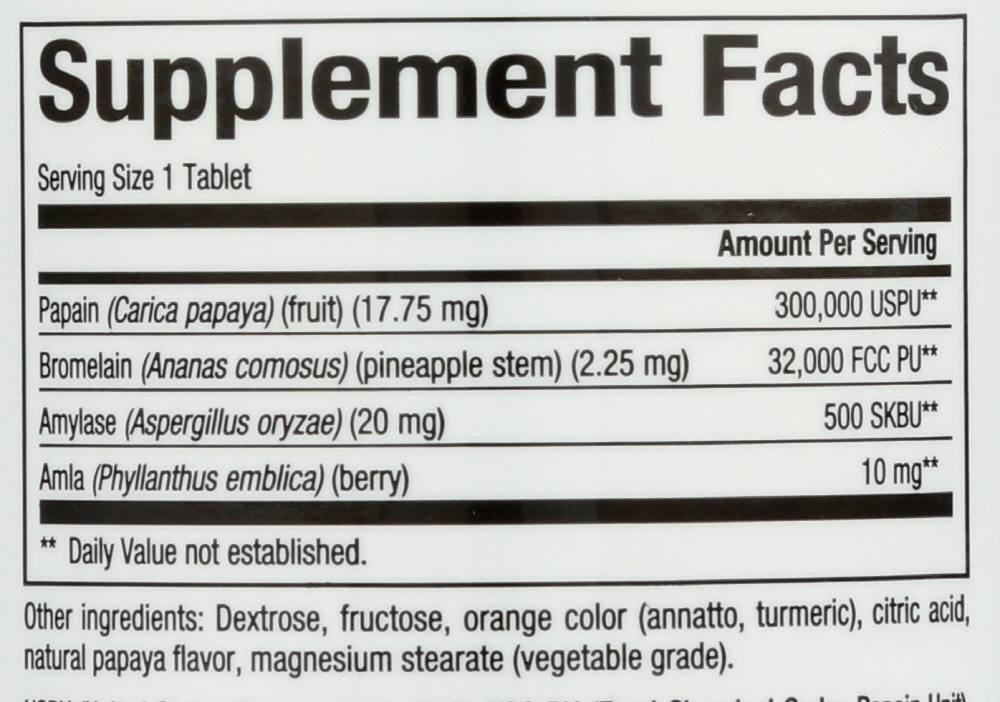 Supplement Facts
Serving Size 1 Tablet
Amount Per Serving
Papain (Carica papaya) (fruit) (17.75 mg) 300,000 USPU**
Bromelain (Ananas comosus) (pineapple stem) (2.25 mg) 32,000 FCC PU**
Amylase (Aspergillus oryzae) (20 mg) 500 SKBU**
Amla (Phyllanthus emblica) (berry) 10 mg**
** Daily Value not established.
Other ingredients: Dextrose, fructose, orange color (annatto, turmeric), citric acid,
natural papaya flavor, magnesium stearate (vegetable grade).